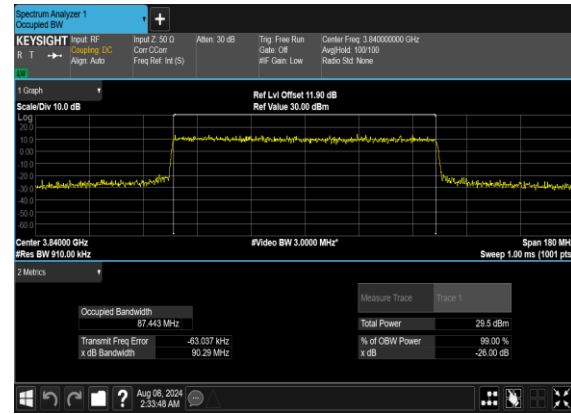 Spectrum Analyzer 1
Occupied BW
+
KEYSIGHT Input: RF Input Z: 50 Ω Atten: 30 dB Trig: Free Run Center Freq: 3.840000000 GHz
R T Coupling: DC Corr CCorr Gate: Off Avg|Hold: 100/100
Align: Auto Freq Ref: Int (S) #IF Gain: Low Radio Std: None
1 Graph
Ref Lvl Offset 11.90 dB
Scale/Div 10.0 dB Ref Value 30.00 dBm
Log
20.0
10.0
0.00
-10.0
-20.0
-30.0
-40.0
-50.0
-60.0
Center 3.84000 GHz #Video BW 3.0000 MHz* Span 180 MH
#Res BW 910.00 kHz Sweep 1.00 ms (1001 pts
2 Metrics
Measure Trace Trace 1
Occupied Bandwidth
87.443 MHz Total Power 29.5 dBm
Transmit Freq Error -63.037 kHz % of OBW Power 99.00 %
x dB Bandwidth 90.29 MHz x dB -26.00 dB
? Aug 08, 2024
2:33:48 AM